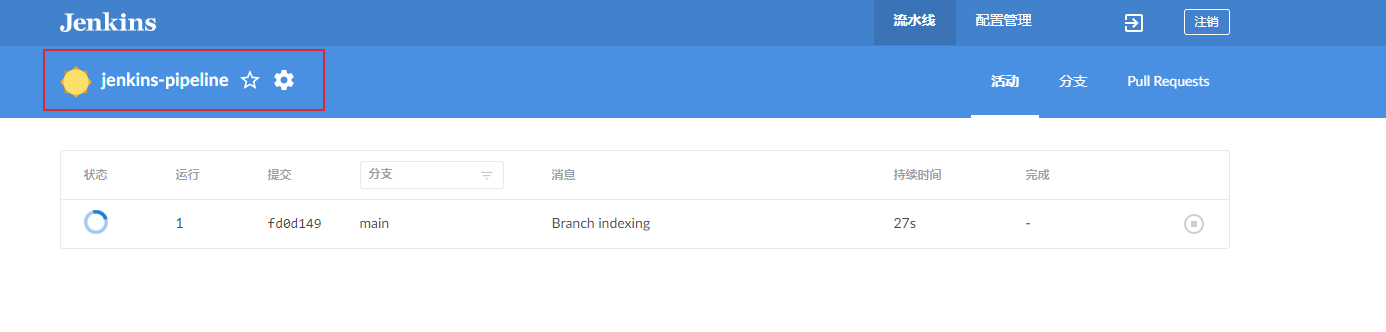 Jenkins 流水线 配置管理 注销
jenkins-pipeline 活动 分支 Pull Requests
状态 运行 提交 分支 消息 持续时间 完成
1 fd0d149 main Branch indexing 27s -